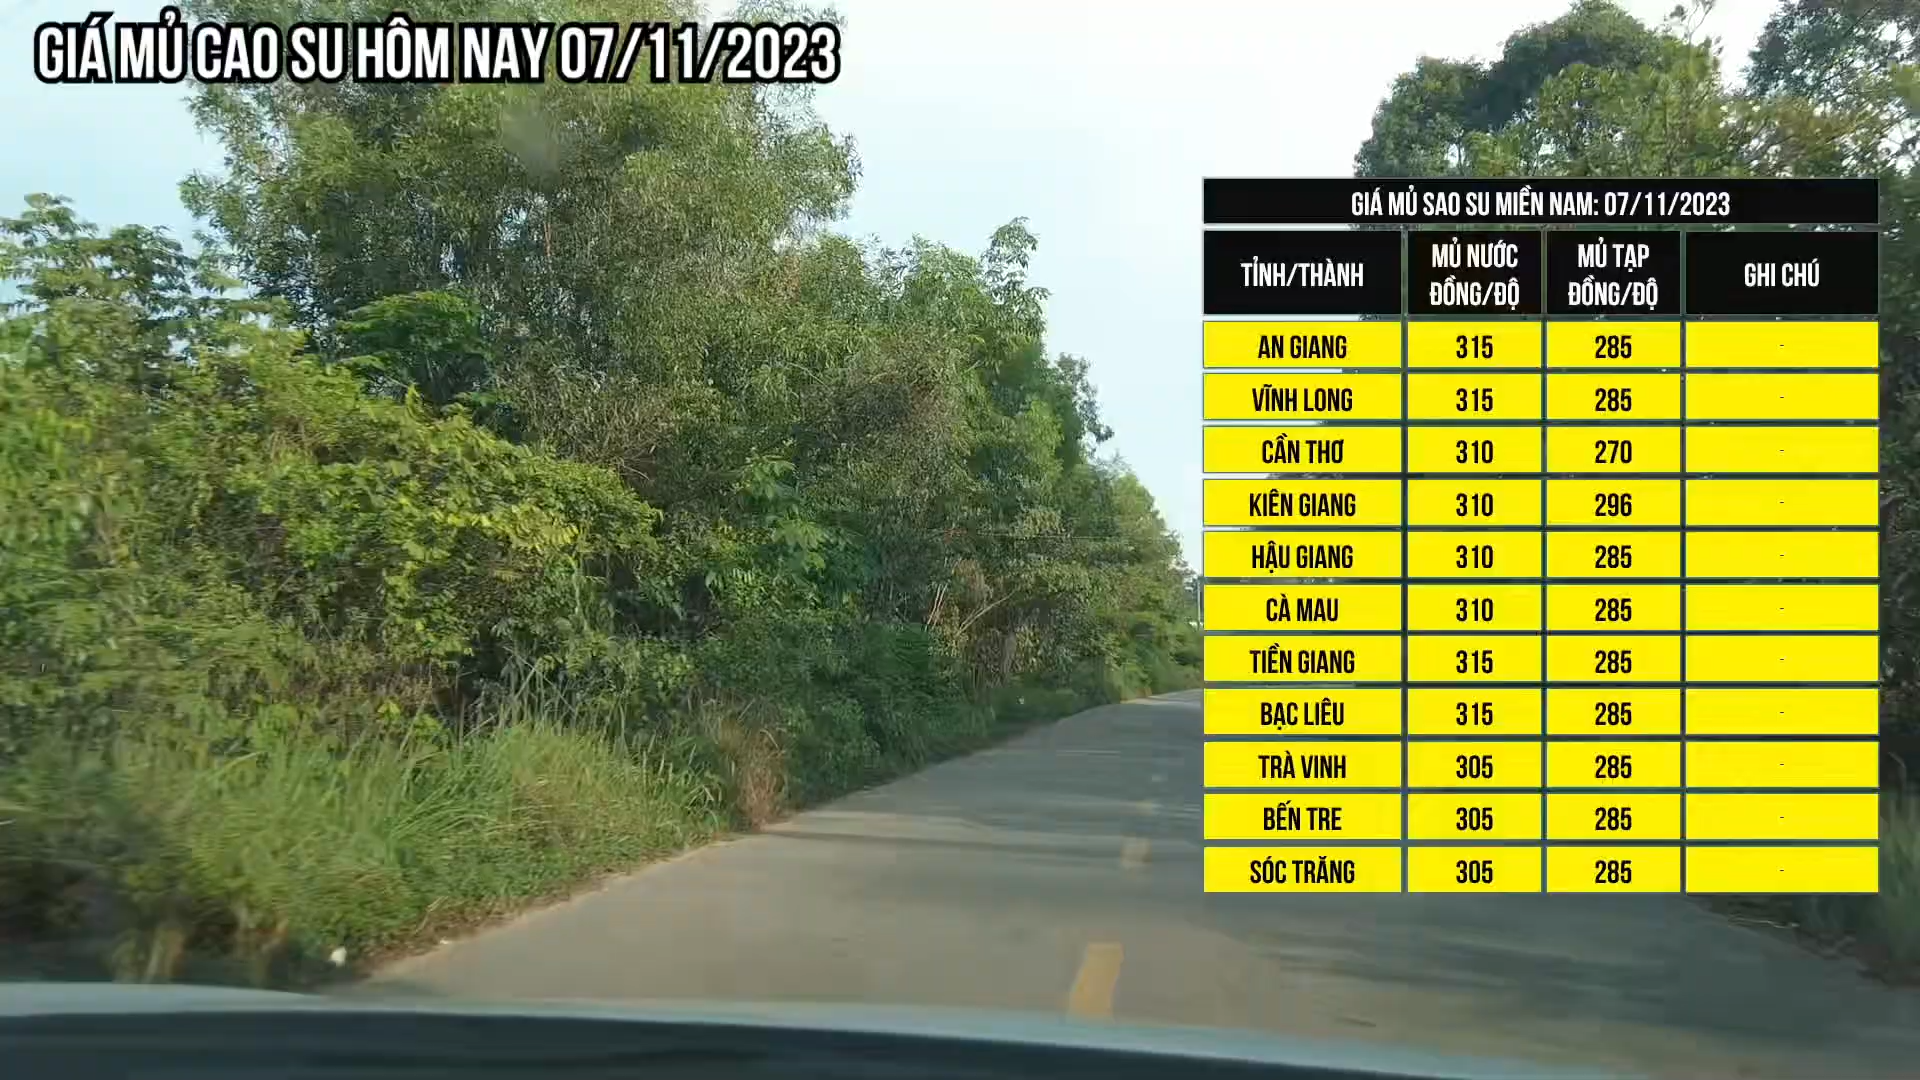 GIÁ MỦ CAO SU HÔM NAY 07/11/2023
GIÁ MỦ SAO SU MIỀN NAM: 07/11/2023
TỈNH/THÀNH MỦ NƯỚC ĐỒNG/ĐỘ MỦ TẠP ĐỒNG/ĐỘ GHI CHÚ
AN GIANG 315 285 -
VĨNH LONG 315 285 -
CẦN THƠ 310 270 -
KIÊN GIANG 310 296 -
HẬU GIANG 310 285 -
CÀ MAU 310 285 -
TIỀN GIANG 315 285 -
BẠC LIÊU 315 285 -
TRÀ VINH 305 285 -
BẾN TRE 305 285 -
SÓC TRĂNG 305 285 -